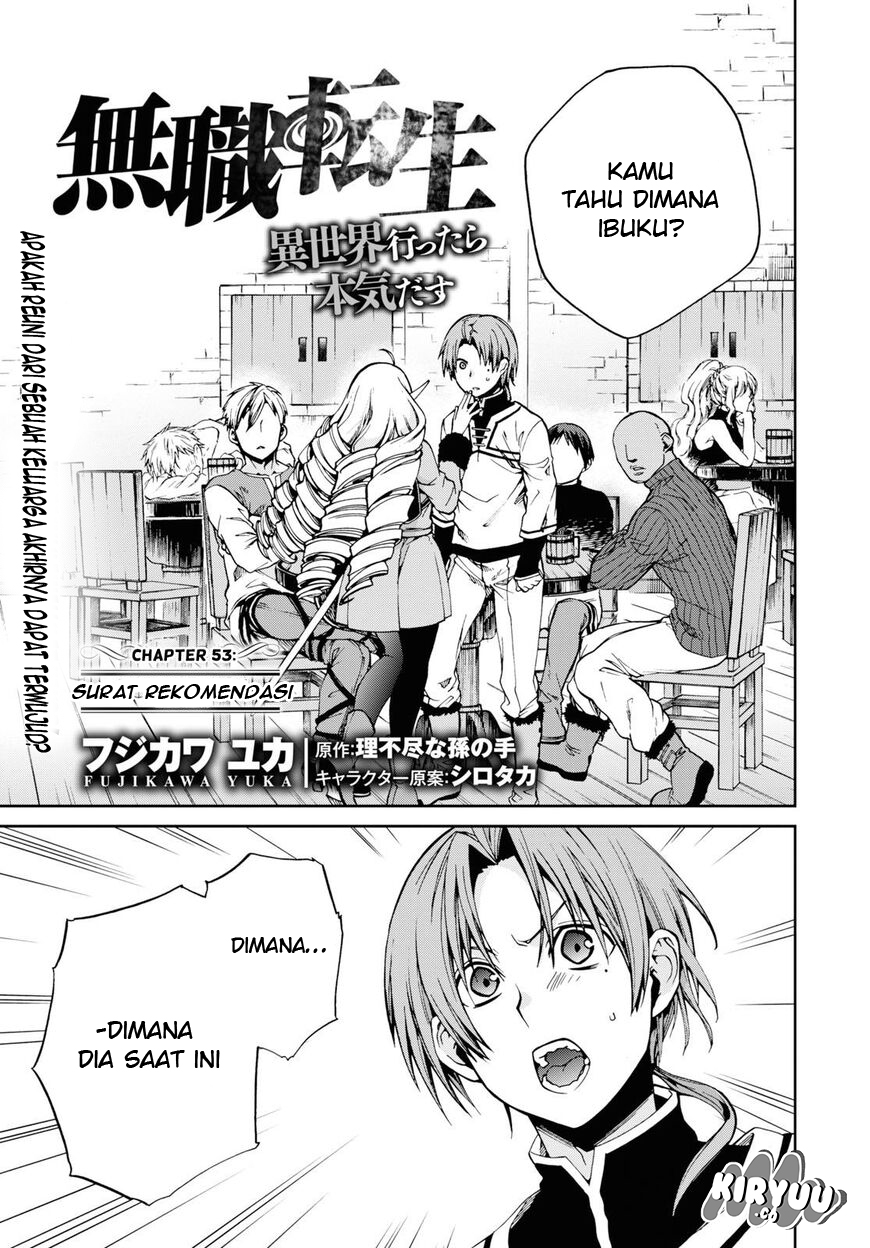 無職転生
異世界行ったら
本気だす
KAMU
TAHU DIMANA
IBUKU?
APAKAH REUNI DARI SEBUAH KELUARGA AKHIRNYA DAPAT TERWUJUD?
CHAPTER 53:
SURAT REKOMENDASI
フジカワ ユカ
FUJIKAWA YUKA
原作:理不尽な孫の手
キャラクター原案:シロタカ
DIMANA...
-DIMANA
DIA SAAT INI
KIRYUU
.CO